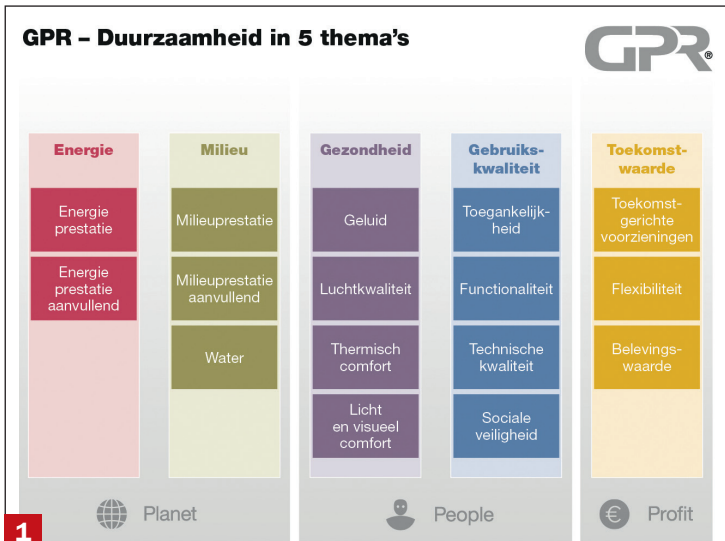 GPR – Duurzaamheid in 5 thema's
GPR®
Energie
Energie
prestatie
Energie
prestatie
aanvullend
Milieu
Milieuprestatie
Milieuprestatie
aanvullend
Water
Gezondheid
Geluid
Luchtkwaliteit
Thermisch
comfort
Licht
en visueel
comfort
Gebruiks-
kwaliteit
Toegankelijk-
heid
Functionaliteit
Technische
kwaliteit
Sociale
veiligheid
Toekomst-
waarde
Toekomst-
gerichte
voorzieningen
Flexibiliteit
Belevings-
waarde
Planet
People
€ Profit
1